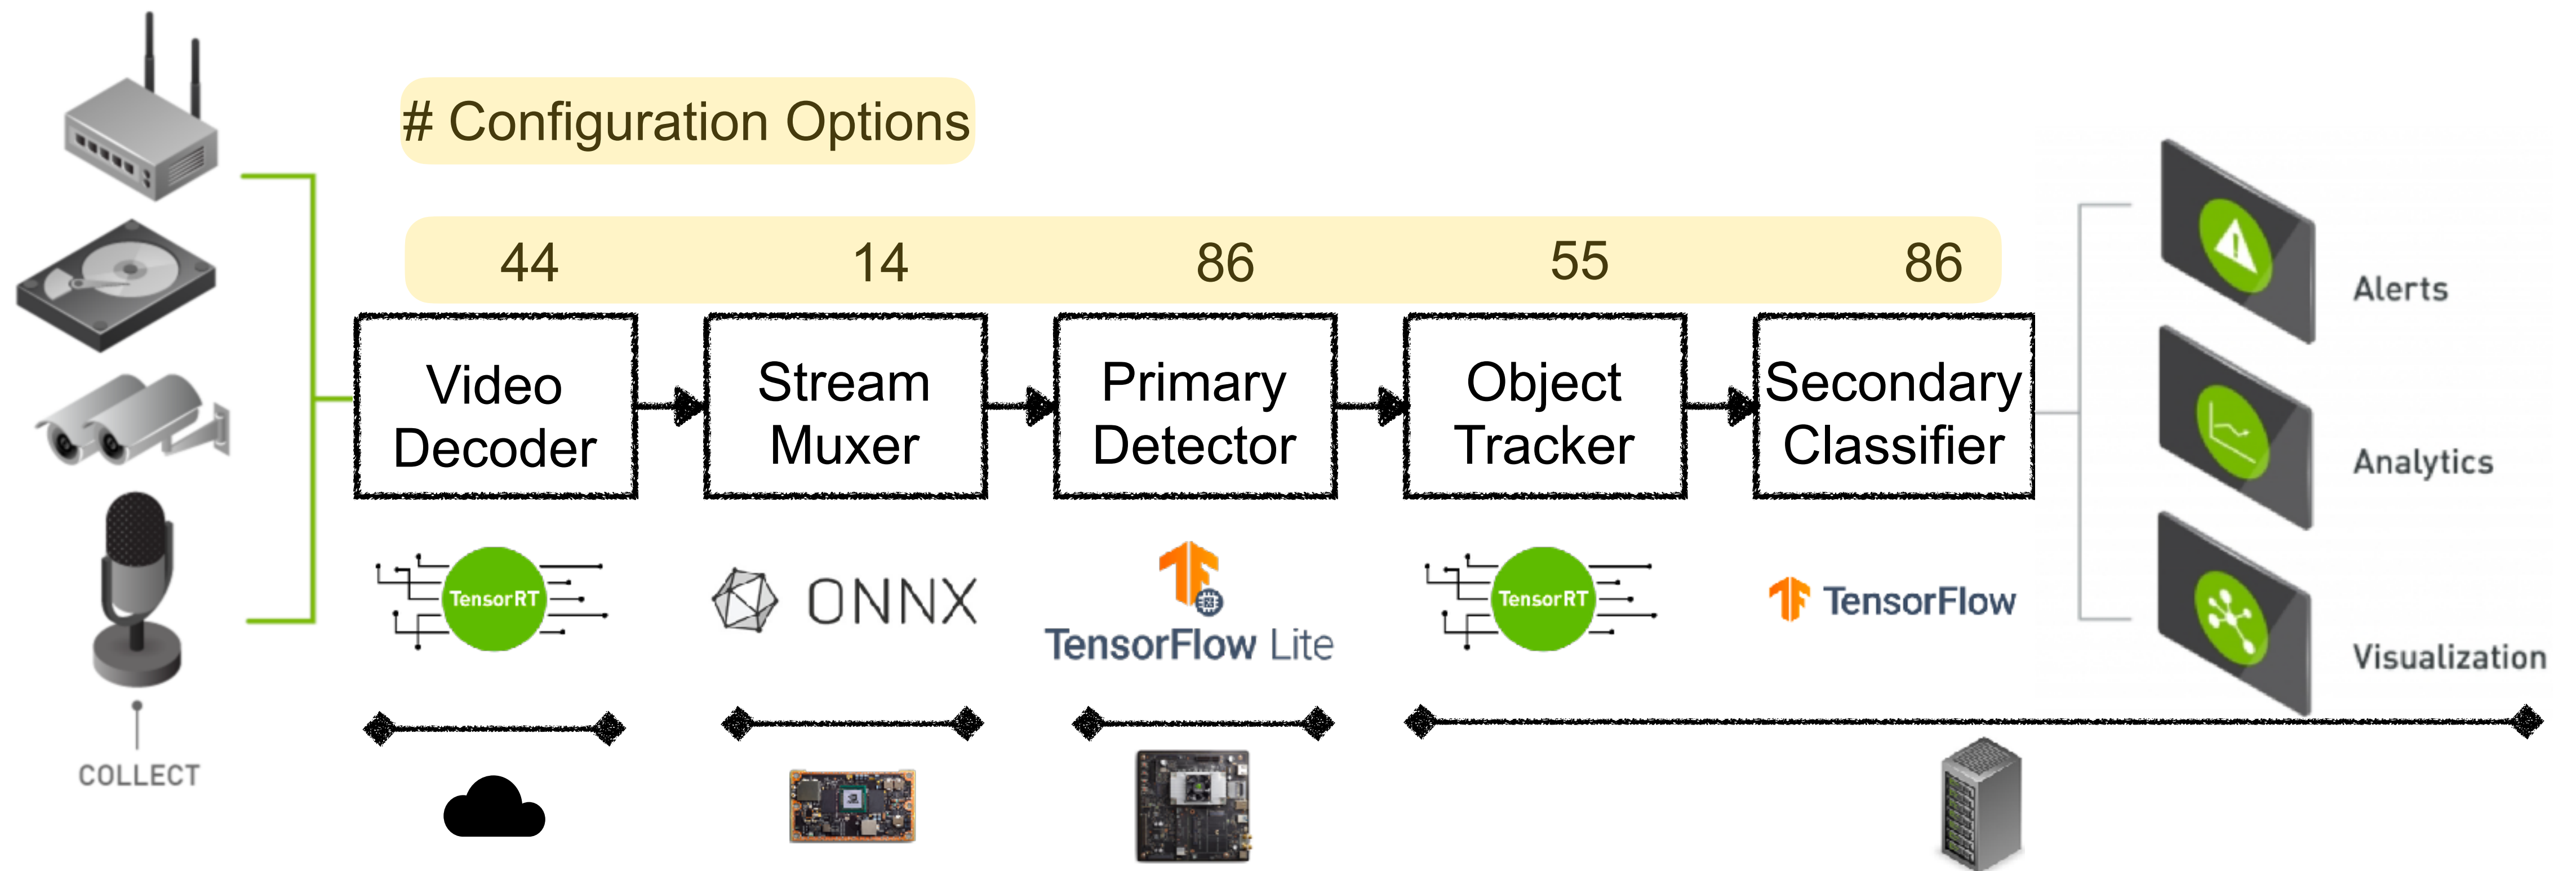 # Configuration Options
44 14 86 55 86
Video
Decoder
Stream
Muxer
Primary
Detector
Object
Tracker
Secondary
Classifier
TensorRT
ONNX
TensorFlow Lite
TensorRT
TensorFlow
COLLECT
Alerts
Analytics
Visualization